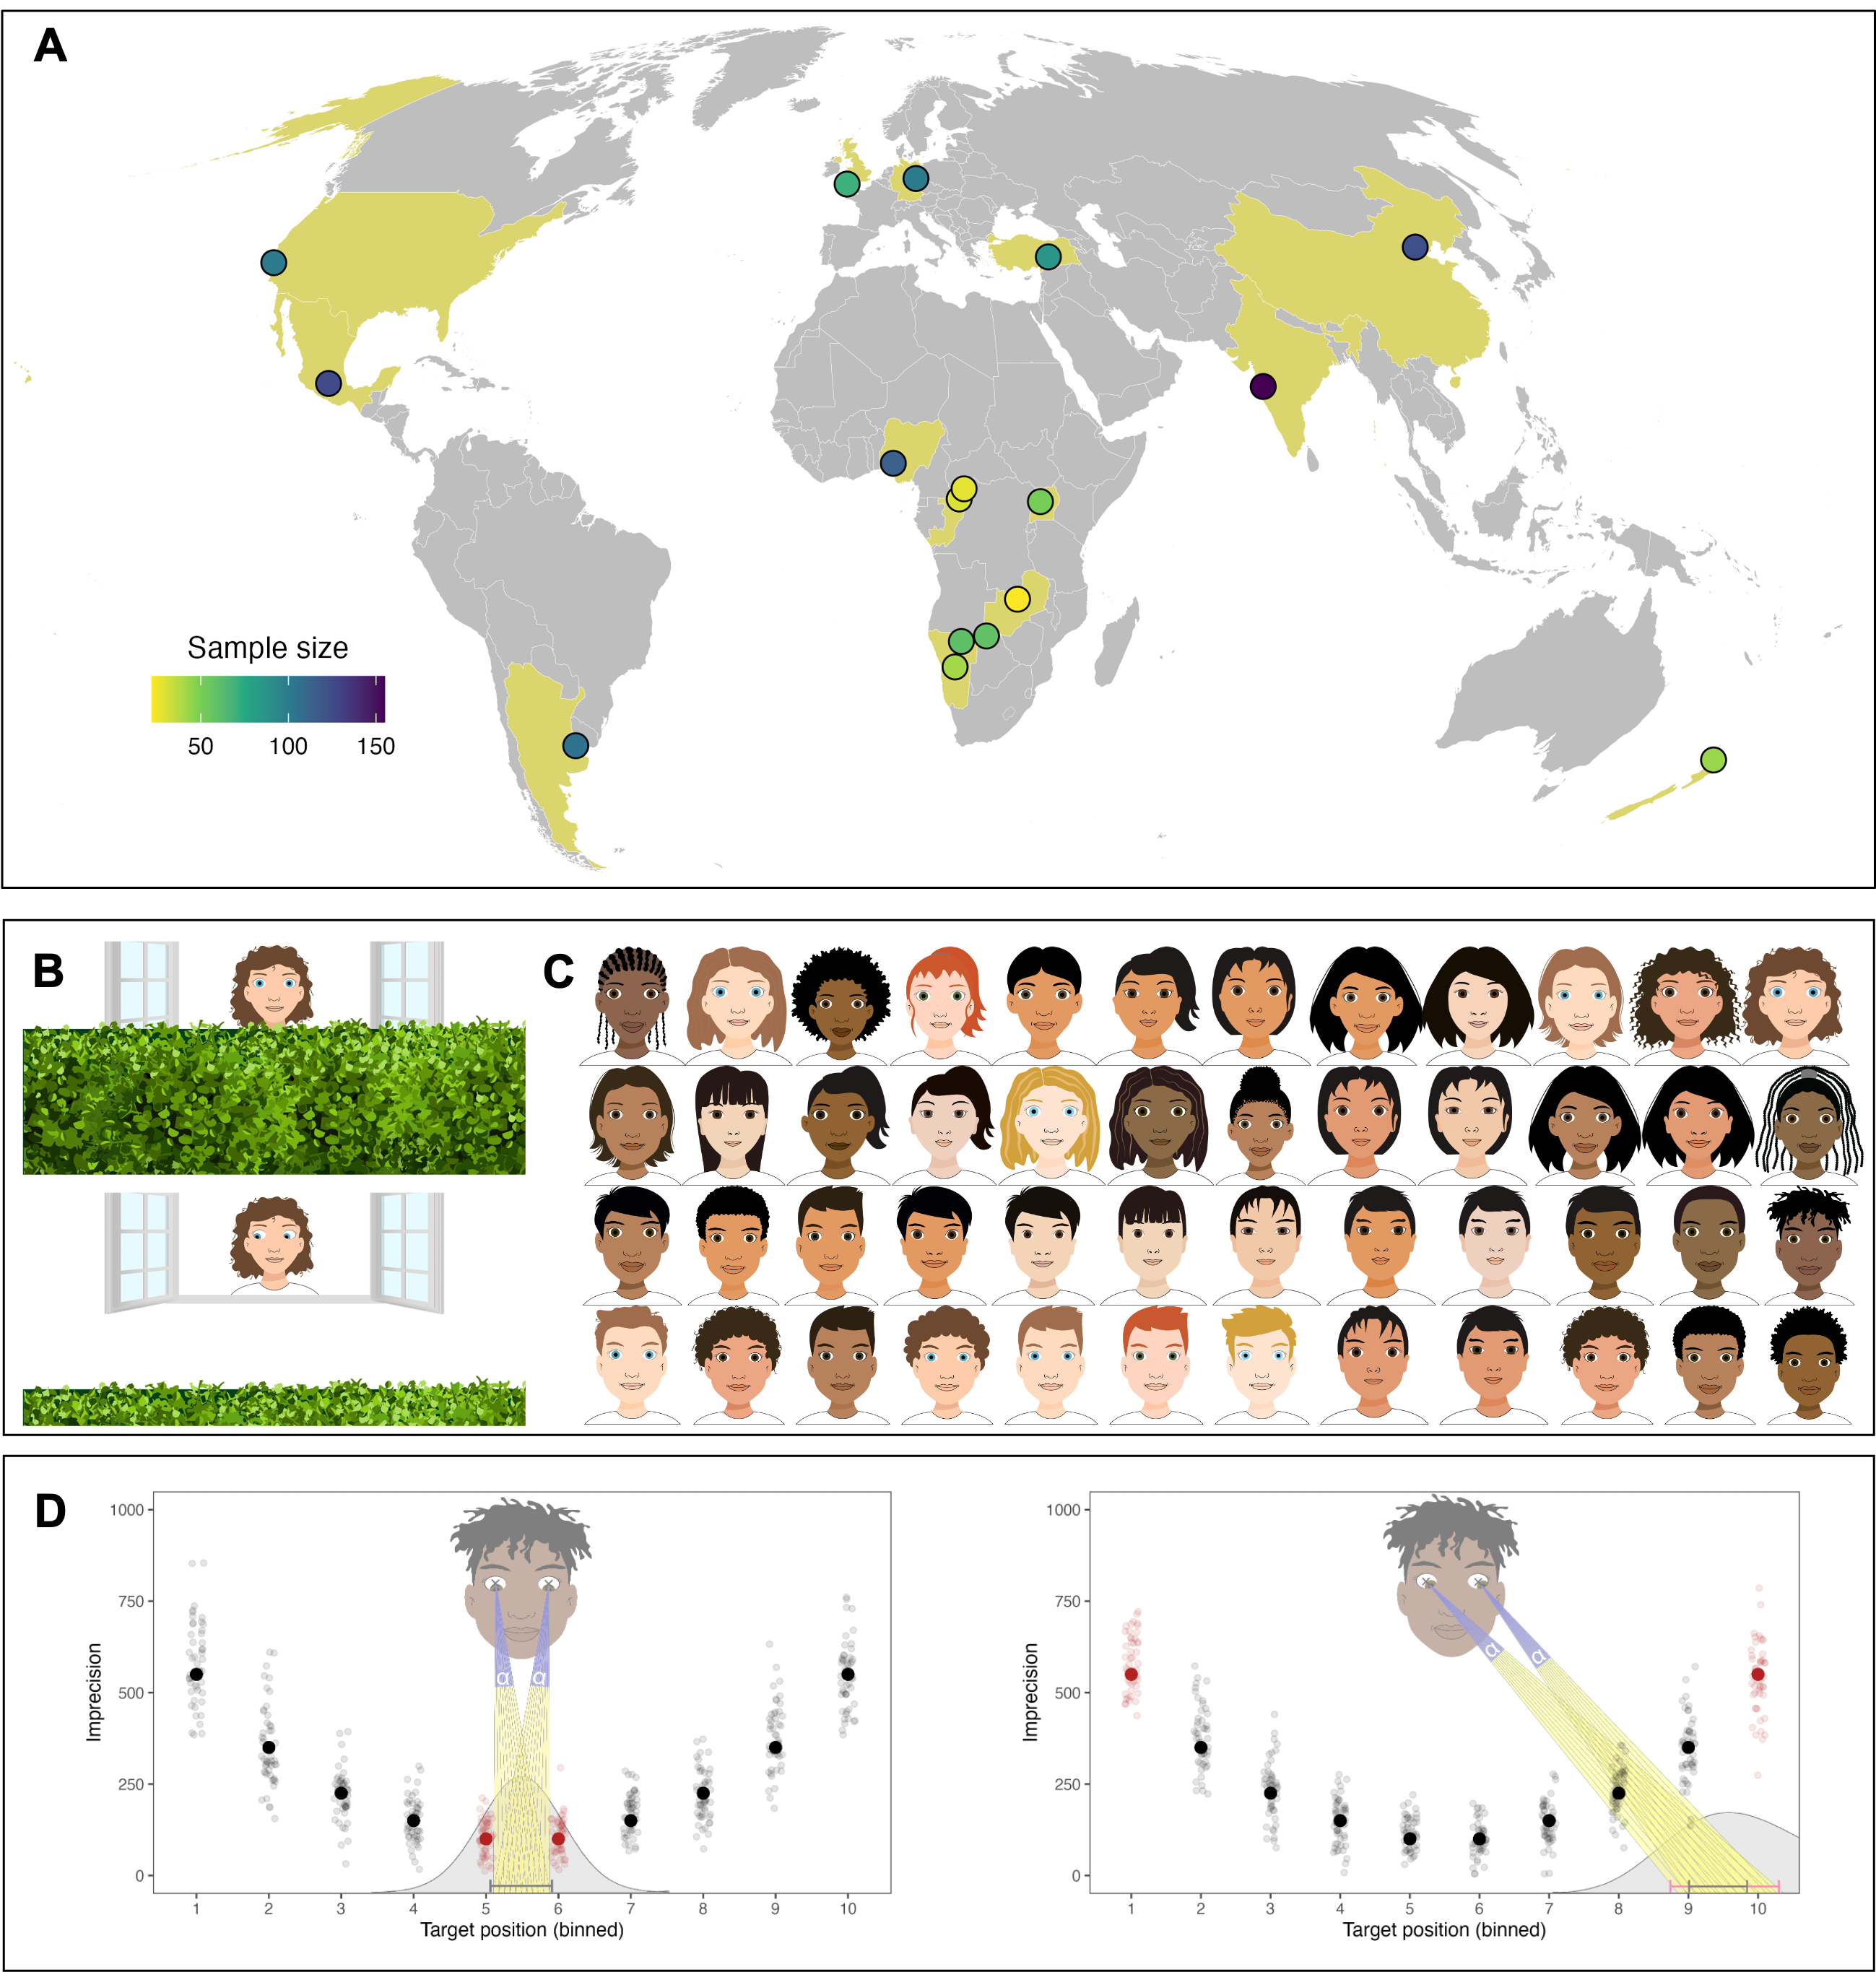 A
Sample size
50 100 150
B
C
D
1000
750
500
250
0
Imprecision
α α
1 2 3 4 5 6 7 8 9 10
Target position (binned)
1000
750
500
250
0
Imprecision
α α
1 2 3 4 5 6 7 8 9 10
Target position (binned)